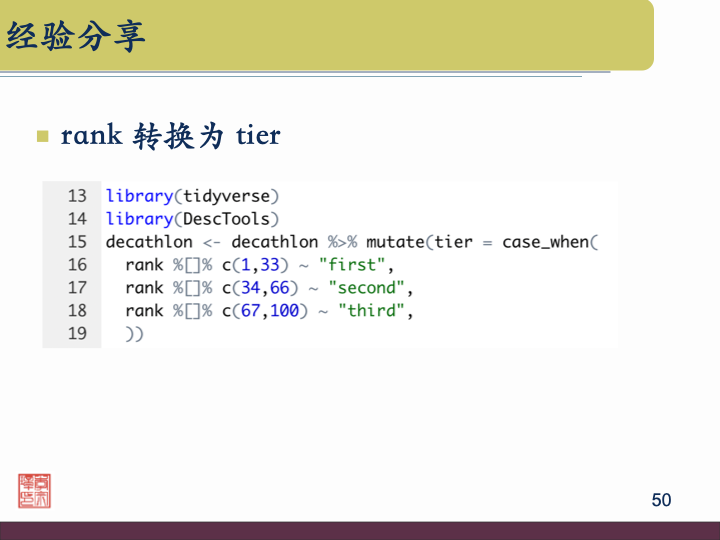 经验分享
rank 转换为 tier
13 library(tidyverse)
14 library(DescTools)
15 decathlon <- decathlon %>% mutate(tier = case_when(
16 rank %[]% c(1,33) ~ "first",
17 rank %[]% c(34,66) ~ "second",
18 rank %[]% c(67,100) ~ "third",
19 ))
50